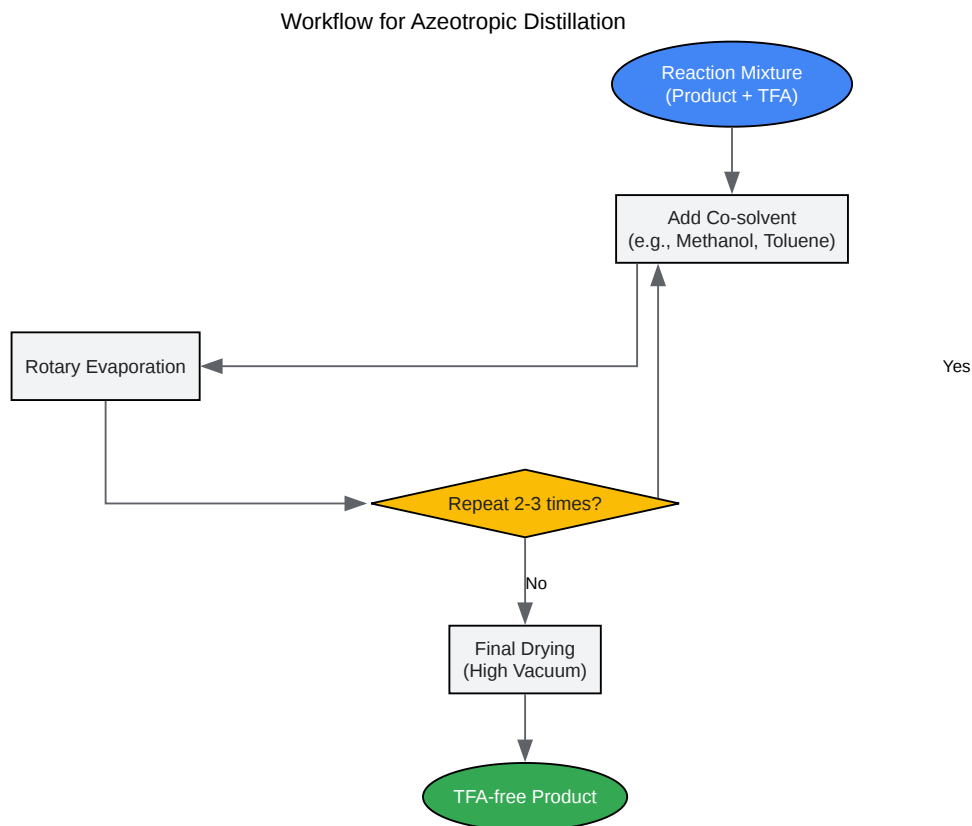 Workflow for Azeotropic Distillation
Reaction Mixture
(Product + TFA)
Add Co-solvent
(e.g., Methanol, Toluene)
Rotary Evaporation
Yes
Repeat 2-3 times?
No
Final Drying
(High Vacuum)
TFA-free Product